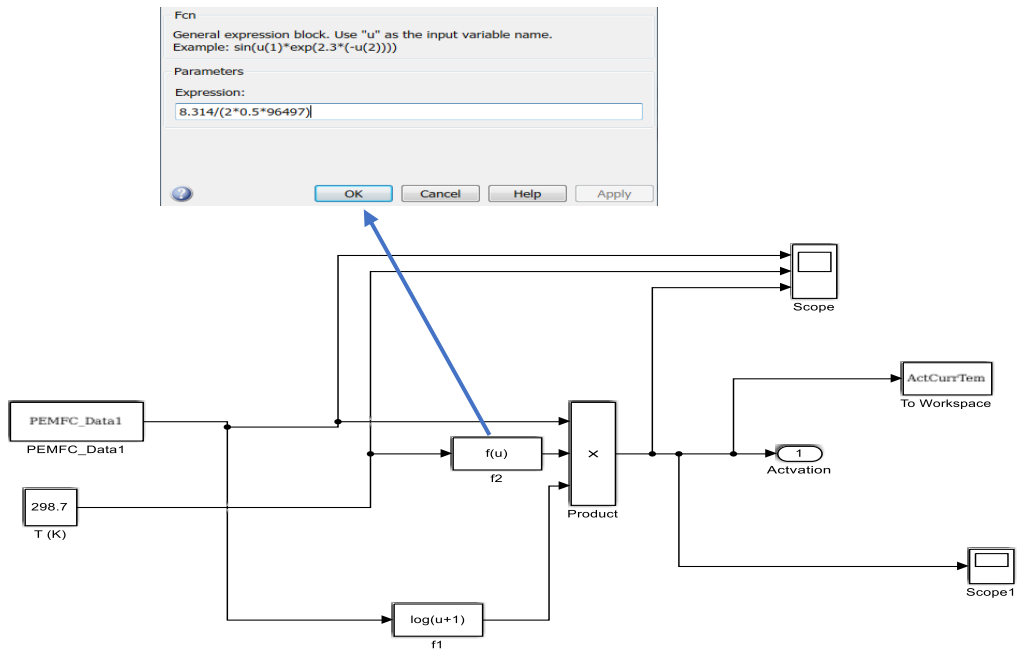 Fcn
General expression block. Use "u" as the input variable name.
Example: sin(u(1)*exp(2.3*(-u(2))))
Parameters
Expression:
8.314/(2*0.5*96497)
?
OK Cancel Help Apply
Scope
ActCurrTem
To Workspace
PEMFC_Data1
PEMFC_Data1
f(u)
f2
X
Product
1
Actvation
298.7
T (K)
Scope1
log(u+1)
f1